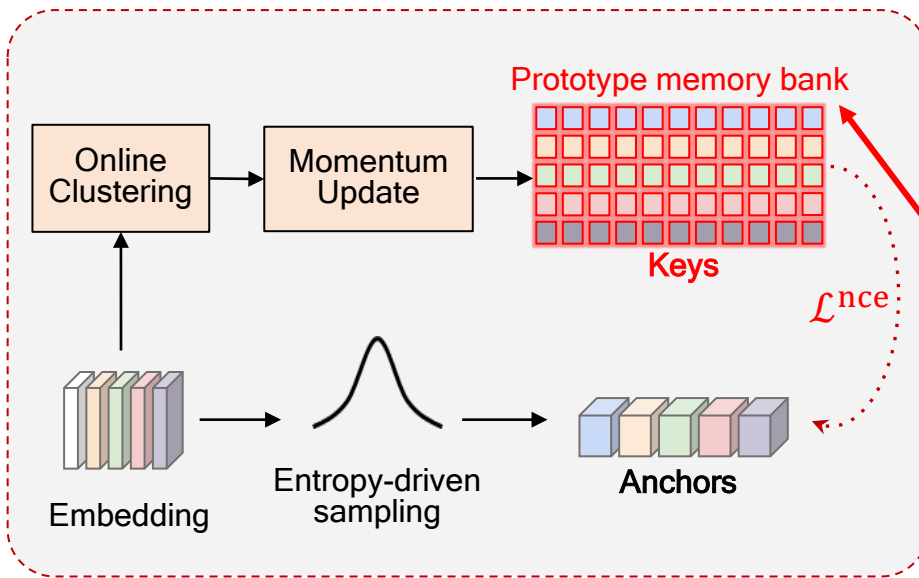 Prototype memory bank
Online
Clustering
Momentum
Update
Keys
ℒnce
Embedding
Entropy-driven
sampling
Anchors